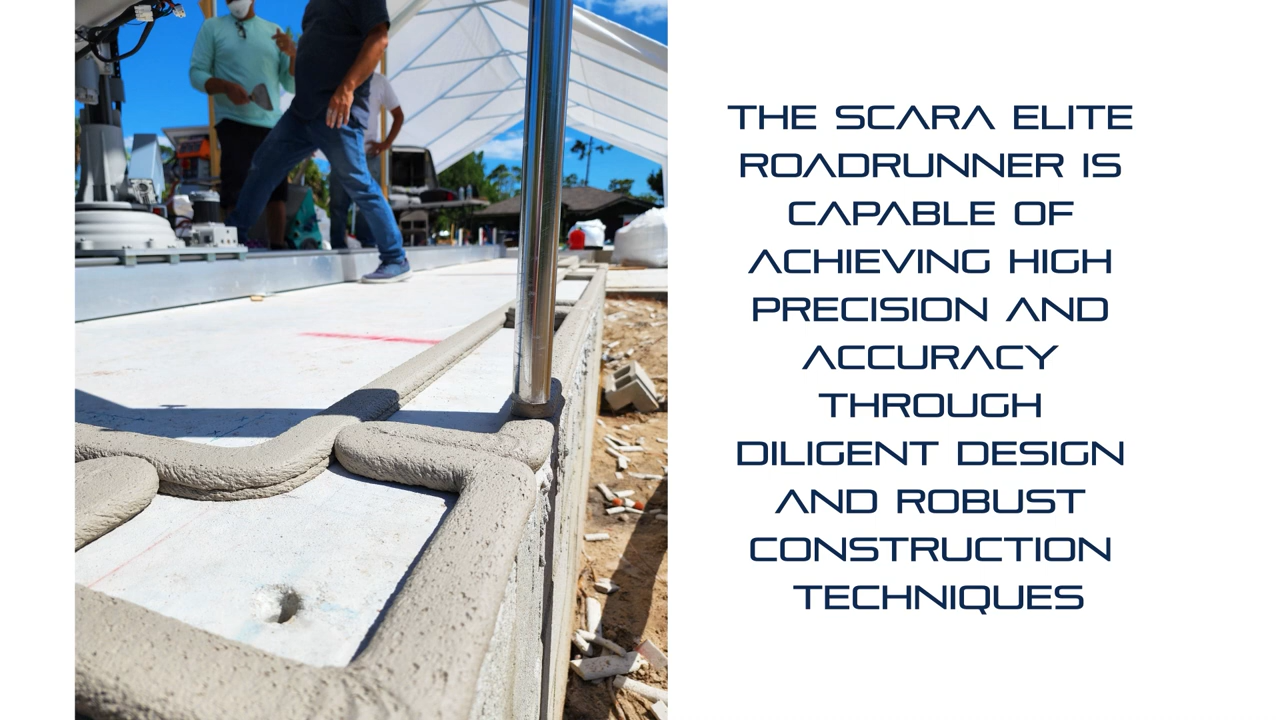 THE SCARA ELITE
ROADRUNNER IS
CAPABLE OF
ACHIEVING HIGH
PRECISION AND
ACCURACY
THROUGH
DILIGENT DESIGN
AND ROBUST
CONSTRUCTION
TECHNIQUES